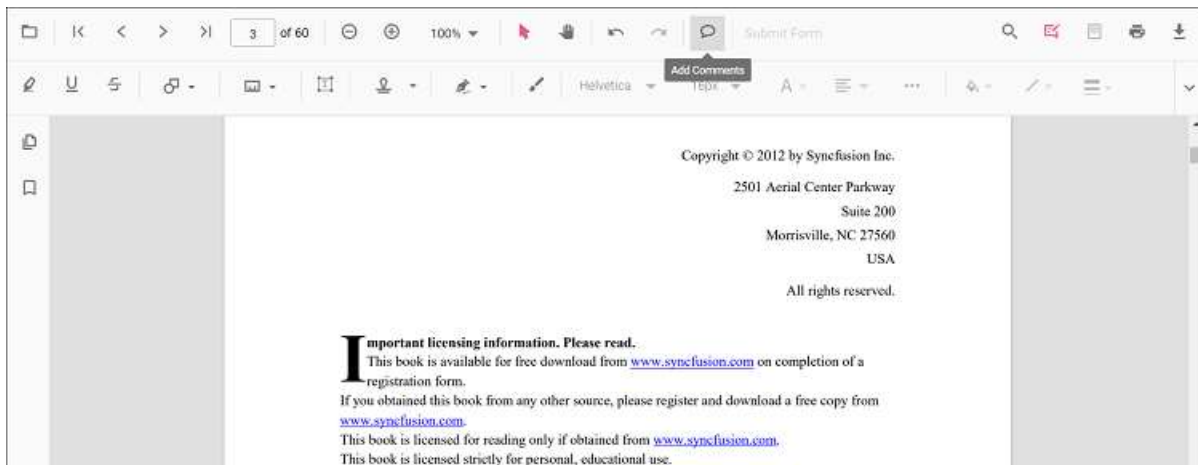 3 of 60 100% Submit Form
Add Comments
Helvetica 16px A
Copyright © 2012 by Syncfusion Inc.
2501 Aerial Center Parkway
Suite 200
Morrisville, NC 27560
USA
All rights reserved.
Important licensing information. Please read.
This book is available for free download from www.syncfusion.com on completion of a
registration form.
If you obtained this book from any other source, please register and download a free copy from
www.syncfusion.com.
This book is licensed for reading only if obtained from www.syncfusion.com.
This book is licensed strictly for personal, educational use.